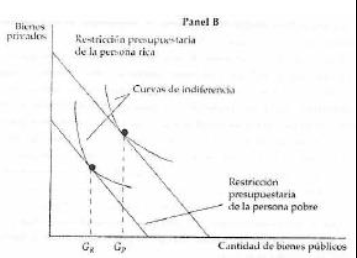 Panel B
Bienes
privados
Restricción presupuestaria
de la persona rica
Curvas de indiferencia
Restricción
presupuestaria
de la persona pobre
G_R
G_P
Cantidad de bienes públicos